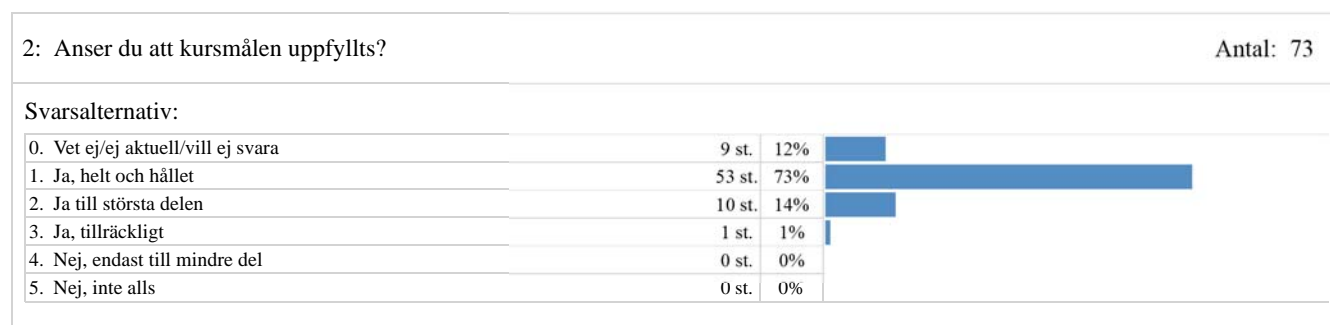 2: Anser du att kursmålen uppfyllts? Antal: 73
Svarsalternativ:
0. Vet ej/ej aktuell/vill ej svara 9 st. 12%
1. Ja, helt och hållet 53 st. 73%
2. Ja till största delen 10 st. 14%
3. Ja, tillräckligt 1 st. 1%
4. Nej, endast till mindre del 0 st. 0%
5. Nej, inte alls 0 st. 0%